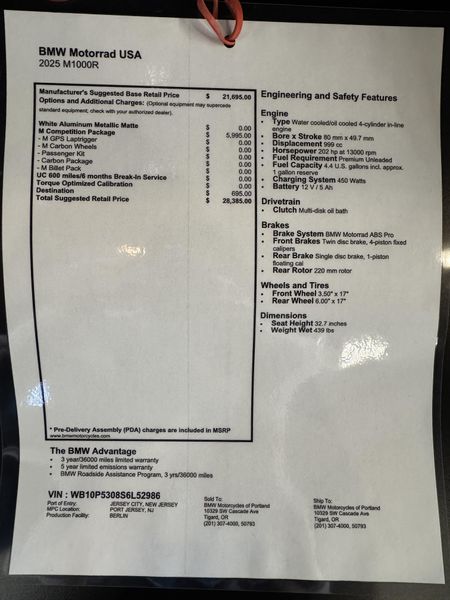 BMW Motorrad USA
2025 M1000R
Manufacturer's Suggested Base Retail Price $ 21,695.00
Options and Additional Charges: (Optional equipment may supercede
standard equipment, check with your authorized dealer).
White Aluminum Metallic Matte $ 0.00
M Competition Package $ 5,995.00
- M GPS Laptrigger $ 0.00
- M Carbon Wheels $ 0.00
- Passenger Kit $ 0.00
- Carbon Package $ 0.00
- M Billet Pack $ 0.00
UC 600 miles/6 months Break-In Service $ 0.00
Torque Optimized Calibration $ 0.00
Destination $ 695.00
Total Suggested Retail Price $ 28,385.00
* Pre-Delivery Assembly (PDA) charges are included in MSRP
www.bmwmotorcycles.com
Engineering and Safety Features
Engine
• Type Water cooled/oil cooled 4-cylinder in-line
engine
• Bore x Stroke 80 mm x 49.7 mm
• Displacement 999 cc
• Horsepower 202 hp at 13000 rpm
• Fuel Requirement Premium Unleaded
• Fuel Capacity 4.4 U.S. gallons incl. approx.
1 gallon reserve
• Charging System 450 Watts
• Battery 12 V / 5 Ah
Drivetrain
• Clutch Multi-disk oil bath
Brakes
• Brake System BMW Motorrad ABS Pro
• Front Brakes Twin disc brake, 4-piston fixed
calipers
• Rear Brake Single disc brake, 1-piston
floating cal
• Rear Rotor 220 mm rotor
Wheels and Tires
• Front Wheel 3.50" x 17"
• Rear Wheel 6.00" x 17"
Dimensions
• Seat Height 32.7 inches
• Weight Wet 439 lbs
The BMW Advantage
• 3 year/36000 miles limited warranty
• 5 year limited emissions warranty
• BMW Roadside Assistance Program, 3 yrs/36000 miles
VIN : WB10P5308S6L52986
Port of Entry: JERSEY CITY, NEW JERSEY
MPC Location: PORT JERSEY, NJ
Production Facility: BERLIN
Sold To:
BMW Motorcycles of Portland
10329 SW Cascade Ave
Tigard, OR
(201) 307-4000, 50793
Ship To:
BMW Motorcycles of Portland
10329 SW Cascade Ave
Tigard, OR
(201) 307-4000, 50793